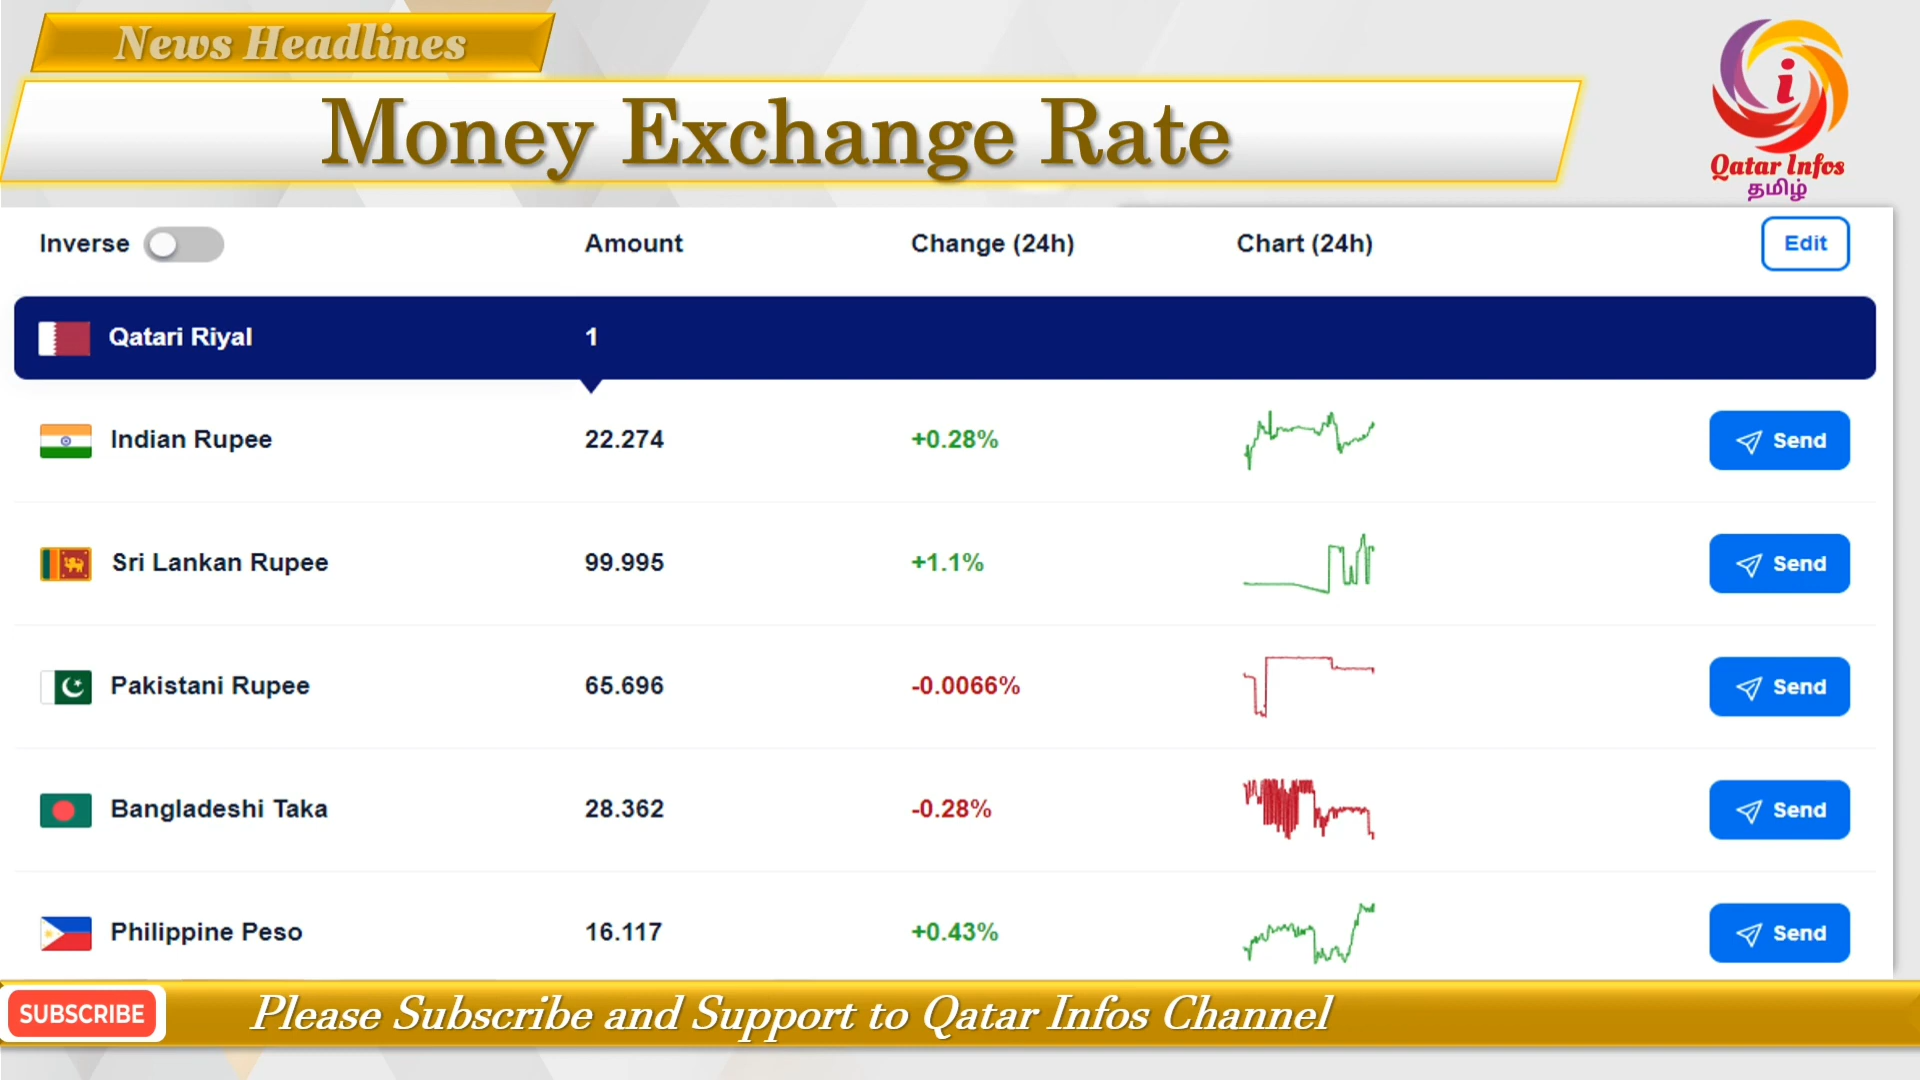 News Headlines
Money Exchange Rate
i
Qatar Infos
தமிழ்
Inverse Amount Change (24h) Chart (24h) Edit
Qatari Riyal 1
Indian Rupee 22.274 +0.28% Send
Sri Lankan Rupee 99.995 +1.1% Send
Pakistani Rupee 65.696 -0.0066% Send
Bangladeshi Taka 28.362 -0.28% Send
Philippine Peso 16.117 +0.43% Send
SUBSCRIBE Please Subscribe and Support to Qatar Infos Channel